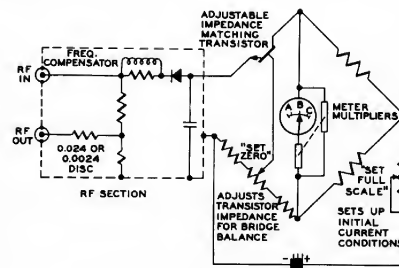 ADJUSTABLE
IMPEDANCE
MATCHING
TRANSISTOR
FREQ.
COMPENSATOR
RF
IN
RF
OUT
0.024 OR
0.0024
DISC
RF SECTION
"SET
ZERO"
ADJUSTS
TRANSISTOR
IMPEDANCE
FOR BRIDGE
BALANCE
A B C
METER
MULTIPLIERS
"SET
FULL
SCALE"
SETS UP
INITIAL
CURRENT
CONDITIONS
- +